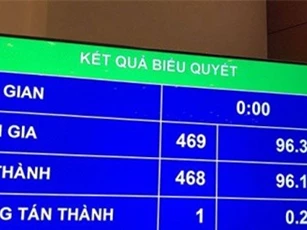 KẾT QUẢ BIỂU QUYẾT
GIAN 0:00
GIA 469 96.3
THÀNH 468 96.1
G TÁN THÀNH 1 0.2